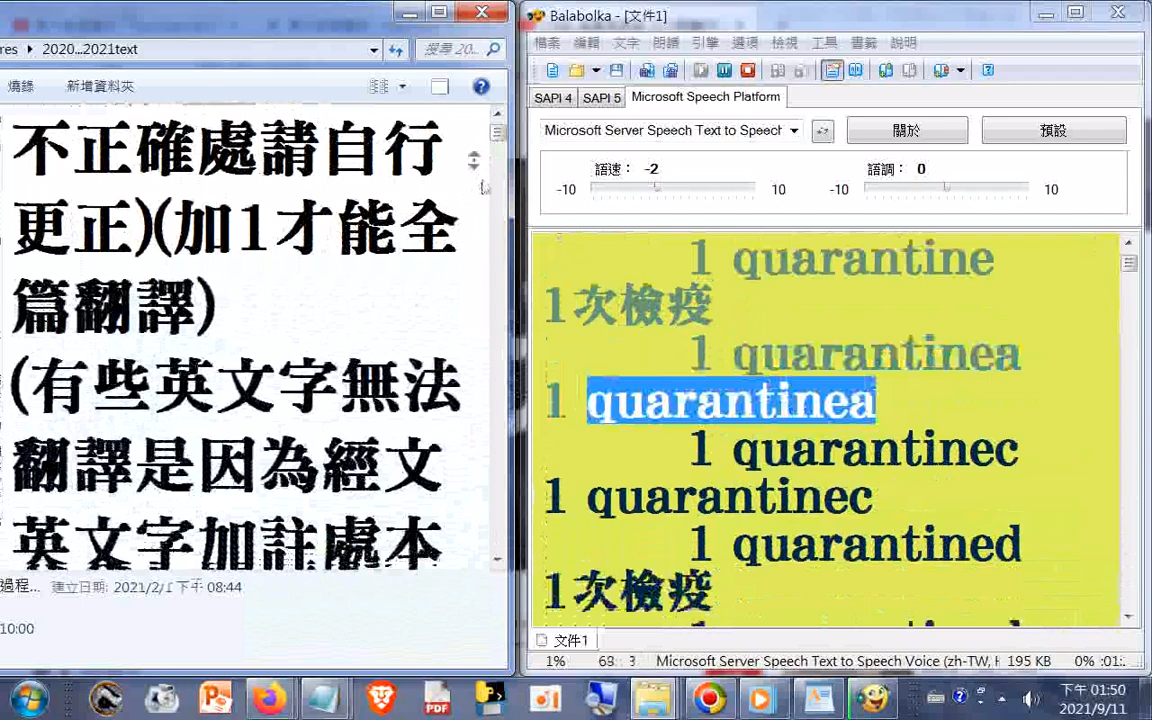 res ▸ 2020...2021text
搜尋 20...
燒錄 新增資料夾
不正確處請自行
更正)(加1才能全
篇翻譯)
(有些英文字無法
翻譯是因為經文
英文字加註處本
過程... 建立日期: 2021/2/1 下午 08:44
10:00
Balabolka - [文件1]
檔案 編輯 文字 朗讀 引擎 選項 檢視 工具 書籤 說明
SAPI 4 SAPI 5 Microsoft Speech Platform
Microsoft Server Speech Text to Speech 關於 預設
語速： -2 語調： 0
-10 10 -10 10
1 quarantine
1次檢疫
1 quarantinea
1 quarantinea
1 quarantinec
1 quarantinec
1 quarantined
1次檢疫
文件1
1% Microsoft Server Speech Text to Speech Voice (zh-TW, 195 KB 0%
PDF
下午 01:50
2021/9/11